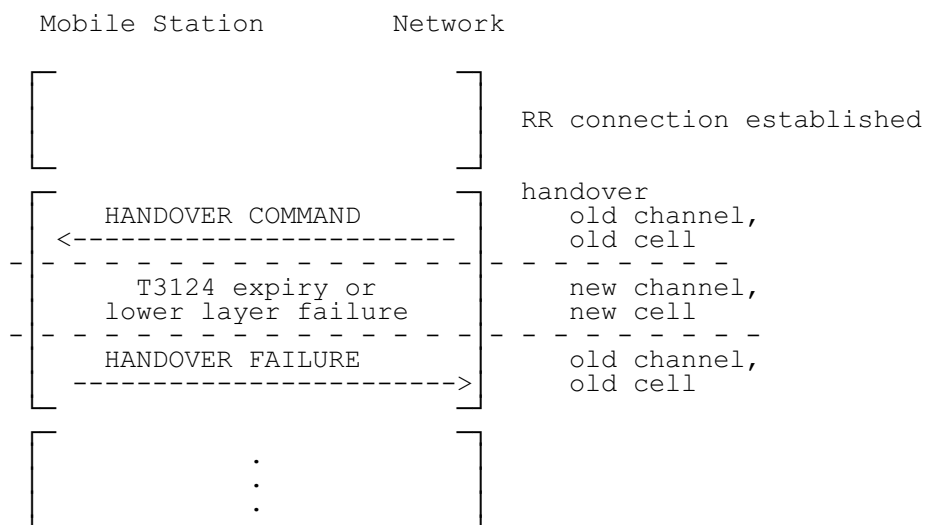 Mobile Station Network
RR connection established
handover
HANDOVER COMMAND old channel,
<------------------------ old cell
- - - - - - - - - - - - - - - - - - - - - - -
T3124 expiry or new channel,
lower layer failure new cell
- - - - - - - - - - - - - - - - - - - - - - - -
HANDOVER FAILURE old channel,
------------------------> old cell
.
.
.